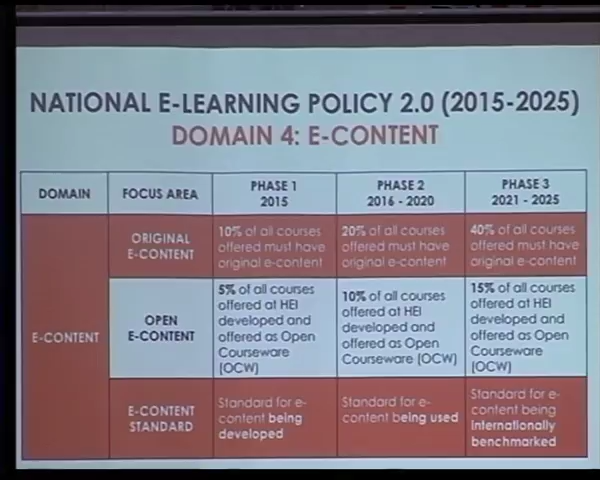 NATIONAL E-LEARNING POLICY 2.0 (2015-2025)
DOMAIN 4: E-CONTENT
DOMAIN
FOCUS AREA
PHASE 1
2015
PHASE 2
2016 - 2020
PHASE 3
2021 - 2025
E-CONTENT
ORIGINAL
E-CONTENT
10% of all courses
offered must have
original e-content
20% of all courses
offered must have
original e-content
40% of all courses
offered must have
original e-content
OPEN
E-CONTENT
5% of all courses
offered at HEI
developed and
offered as Open
Courseware
(OCW)
10% of all courses
offered at HEI
developed and
offered as Open
Courseware (OCW)
15% of all courses
offered at HEI
developed and
offered as Open
Courseware
(OCW)
E-CONTENT
STANDARD
Standard for e-
content being
developed
Standard for e-
content being used
Standard for e-
content being
internationally
benchmarked